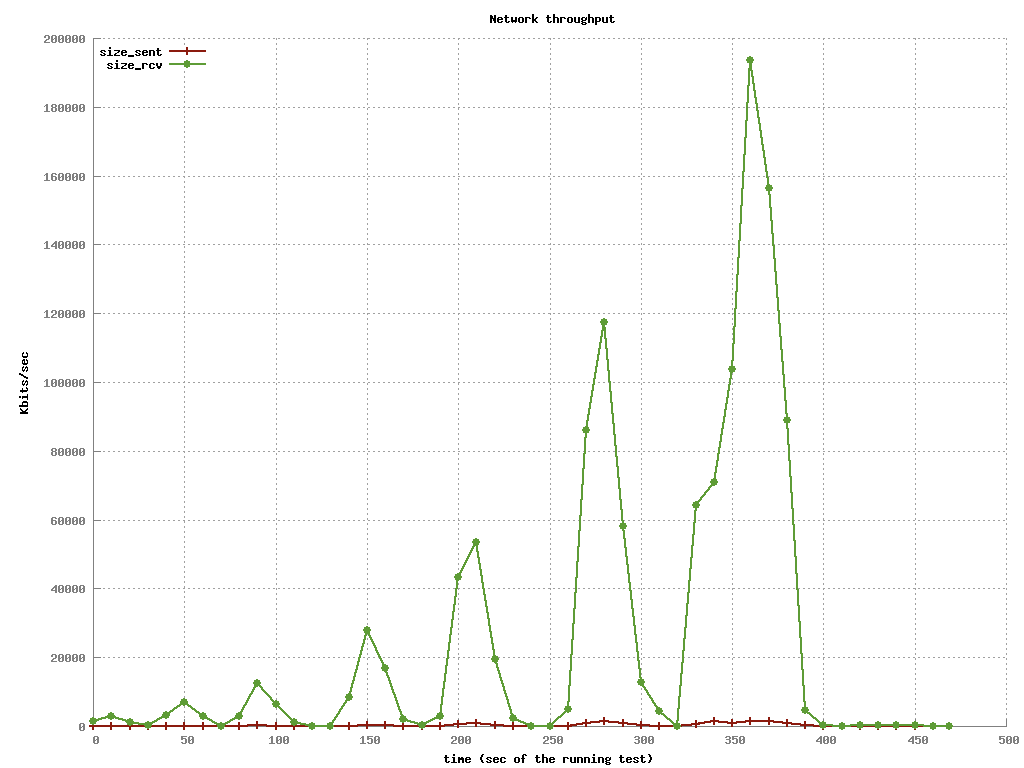 Network throughput
size_sent
size_rcv
200000
180000
160000
140000
120000
100000
80000
60000
40000
20000
0
Kbits/sec
0 50 100 150 200 250 300 350 400 450 500
time (sec of the running test)